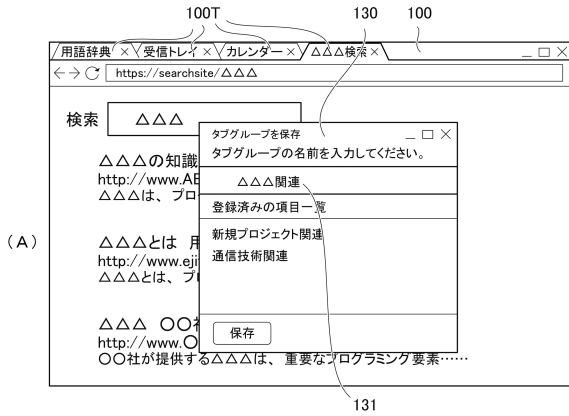 100T 130 100
用語辞典 × 受信トレイ × カレンダー × △△△検索 × _ □ ×
← → C https://searchsite/△△△
検索 △△△
タブグループを保存 _ □ ×
タブグループの名前を入力してください。
△△△関連
登録済みの項目一覧
新規プロジェクト関連
通信技術関連
保存
△△△の知識
http://www.AB
△△△は、プロ
(A)
△△△とは 用
http://www.eji
△△△とは、プ
△△△ 〇〇社
http://www.〇
〇〇社が提供する△△△は、重要なプログラミング要素……
131